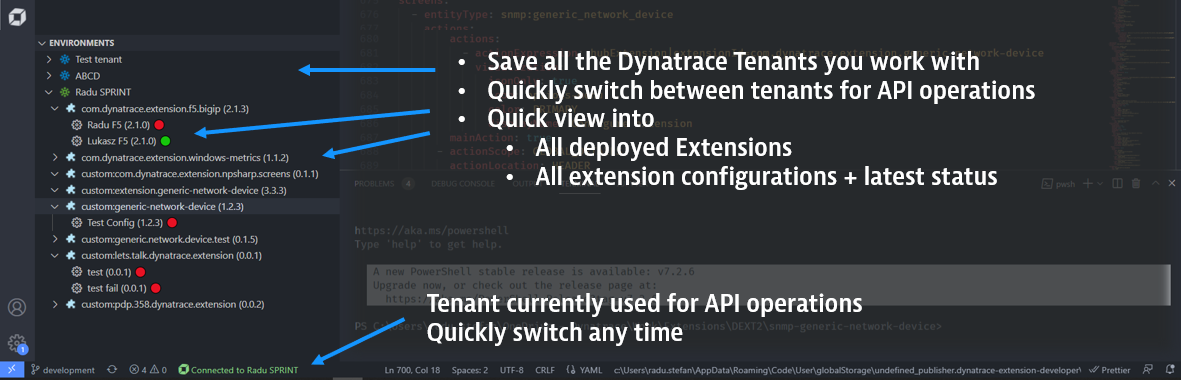 screens:
- entityType: snmp:generic_network_device
actions:
ENVIRONMENTS
Test tenant
ABCD
Radu SPRINT
com.dynatrace.extension.f5.bigip (2.1.3)
Radu F5 (2.1.0)
Lukasz F5 (2.1.0)
com.dynatrace.extension.windows-metrics (1.1.2)
custom:com.dynatrace.extension.npsharp.screens (0.1.1)
custom:extension.generic-network-device (3.3.3)
custom:generic-network-device (1.2.3)
Test Config (1.2.3)
custom:generic.network.device.test (0.1.5)
custom:lets.talk.dynatrace.extension (0.0.1)
test (0.0.1)
test fail (0.0.1)
custom:pdp.358.dynatrace.extension (0.0.2)
actions:
• Save all the Dynatrace Tenants you work with
• Quickly switch between tenants for API operations
• Quick view into
• All deployed Extensions
• All extension configurations + latest status
PRIMARY
mainAction:
- actionScope:
actionLocation: HEADER
PROBLEMS 4
DEBUG CONSOLE
pwsh
https://aka.ms/powershell
Type 'help' to get help.
A new PowerShell stable release is available: v7.2.6
Upgrade now, or check out the release page at:
Tenant currently used for API operations
Quickly switch any time
\DEXT2\snmp-generic-network-device>
1
development
4 0
Connected to Radu SPRINT
Ln 700, Col 18
Spaces: 2
UTF-8
CRLF
YAML
c:\Users\radu.stefan\AppData\Roaming\Code\User\globalStorage\undefined_publisher.dynatrace-extension-developer\
Prettier